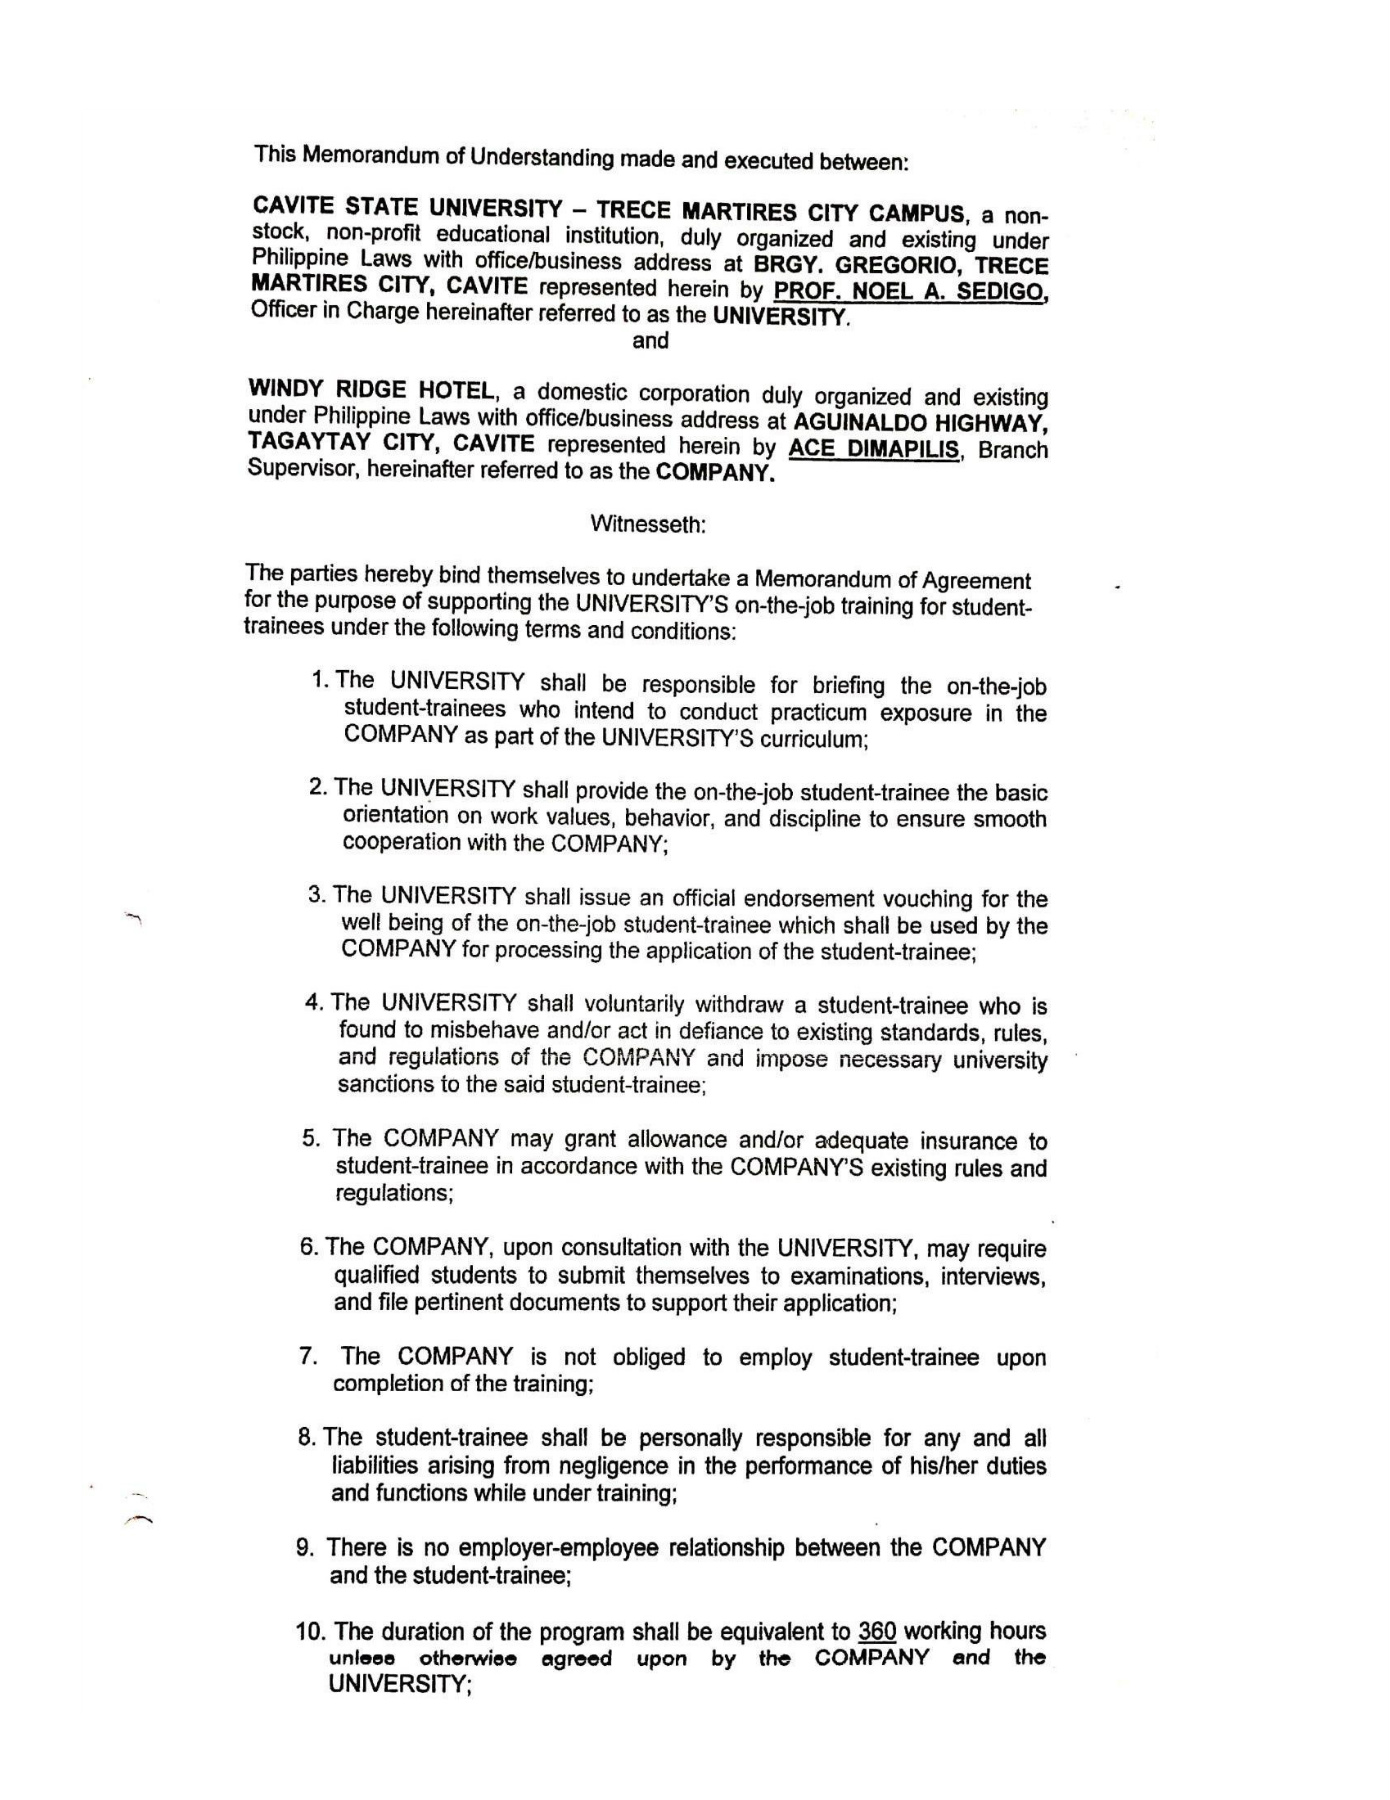 This Memorandum of Understanding made and executed between:
CAVITE STATE UNIVERSITY – TRECE MARTIRES CITY CAMPUS, a non-
stock, non-profit educational institution, duly organized and existing under
Philippine Laws with office/business address at BRGY. GREGORIO, TRECE
MARTIRES CITY, CAVITE represented herein by PROF. NOEL A. SEDIGO,
Officer in Charge hereinafter referred to as the UNIVERSITY.
and
WINDY RIDGE HOTEL, a domestic corporation duly organized and existing
under Philippine Laws with office/business address at AGUINALDO HIGHWAY,
TAGAYTAY CITY, CAVITE represented herein by ACE DIMAPILIS, Branch
Supervisor, hereinafter referred to as the COMPANY.
Witnesseth:
The parties hereby bind themselves to undertake a Memorandum of Agreement
for the purpose of supporting the UNIVERSITY'S on-the-job training for student-
trainees under the following terms and conditions:
1. The UNIVERSITY shall be responsible for briefing the on-the-job
student-trainees who intend to conduct practicum exposure in the
COMPANY as part of the UNIVERSITY'S curriculum;
2. The UNIVERSITY shall provide the on-the-job student-trainee the basic
orientation on work values, behavior, and discipline to ensure smooth
cooperation with the COMPANY;
3. The UNIVERSITY shall issue an official endorsement vouching for the
well being of the on-the-job student-trainee which shall be used by the
COMPANY for processing the application of the student-trainee;
4. The UNIVERSITY shall voluntarily withdraw a student-trainee who is
found to misbehave and/or act in defiance to existing standards, rules,
and regulations of the COMPANY and impose necessary university
sanctions to the said student-trainee;
5. The COMPANY may grant allowance and/or adequate insurance to
student-trainee in accordance with the COMPANY'S existing rules and
regulations;
6. The COMPANY, upon consultation with the UNIVERSITY, may require
qualified students to submit themselves to examinations, interviews,
and file pertinent documents to support their application;
7. The COMPANY is not obliged to employ student-trainee upon
completion of the training;
8. The student-trainee shall be personally responsible for any and all
liabilities arising from negligence in the performance of his/her duties
and functions while under training;
9. There is no employer-employee relationship between the COMPANY
and the student-trainee;
10. The duration of the program shall be equivalent to 360 working hours
unless otherwise agreed upon by the COMPANY and the
UNIVERSITY;